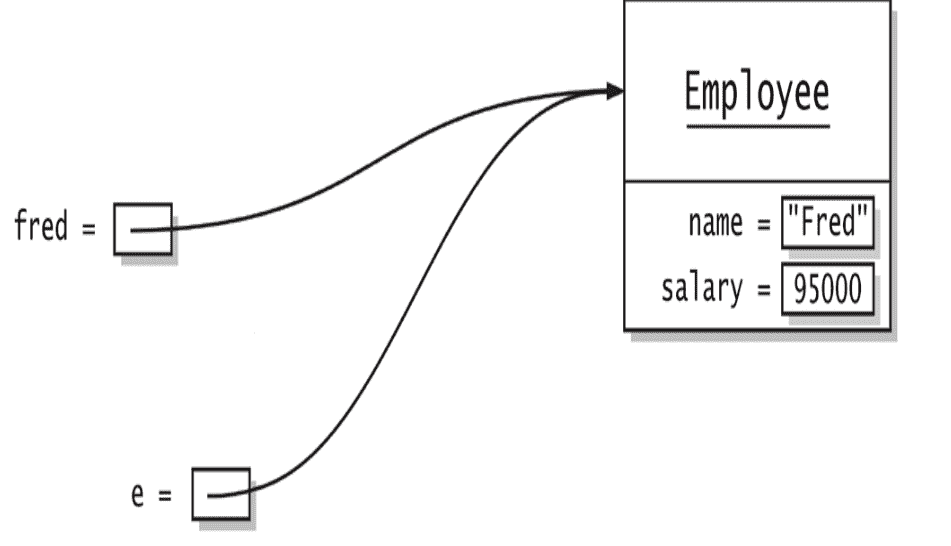 Employee
fred =
name = "Fred"
salary = 95000
e =